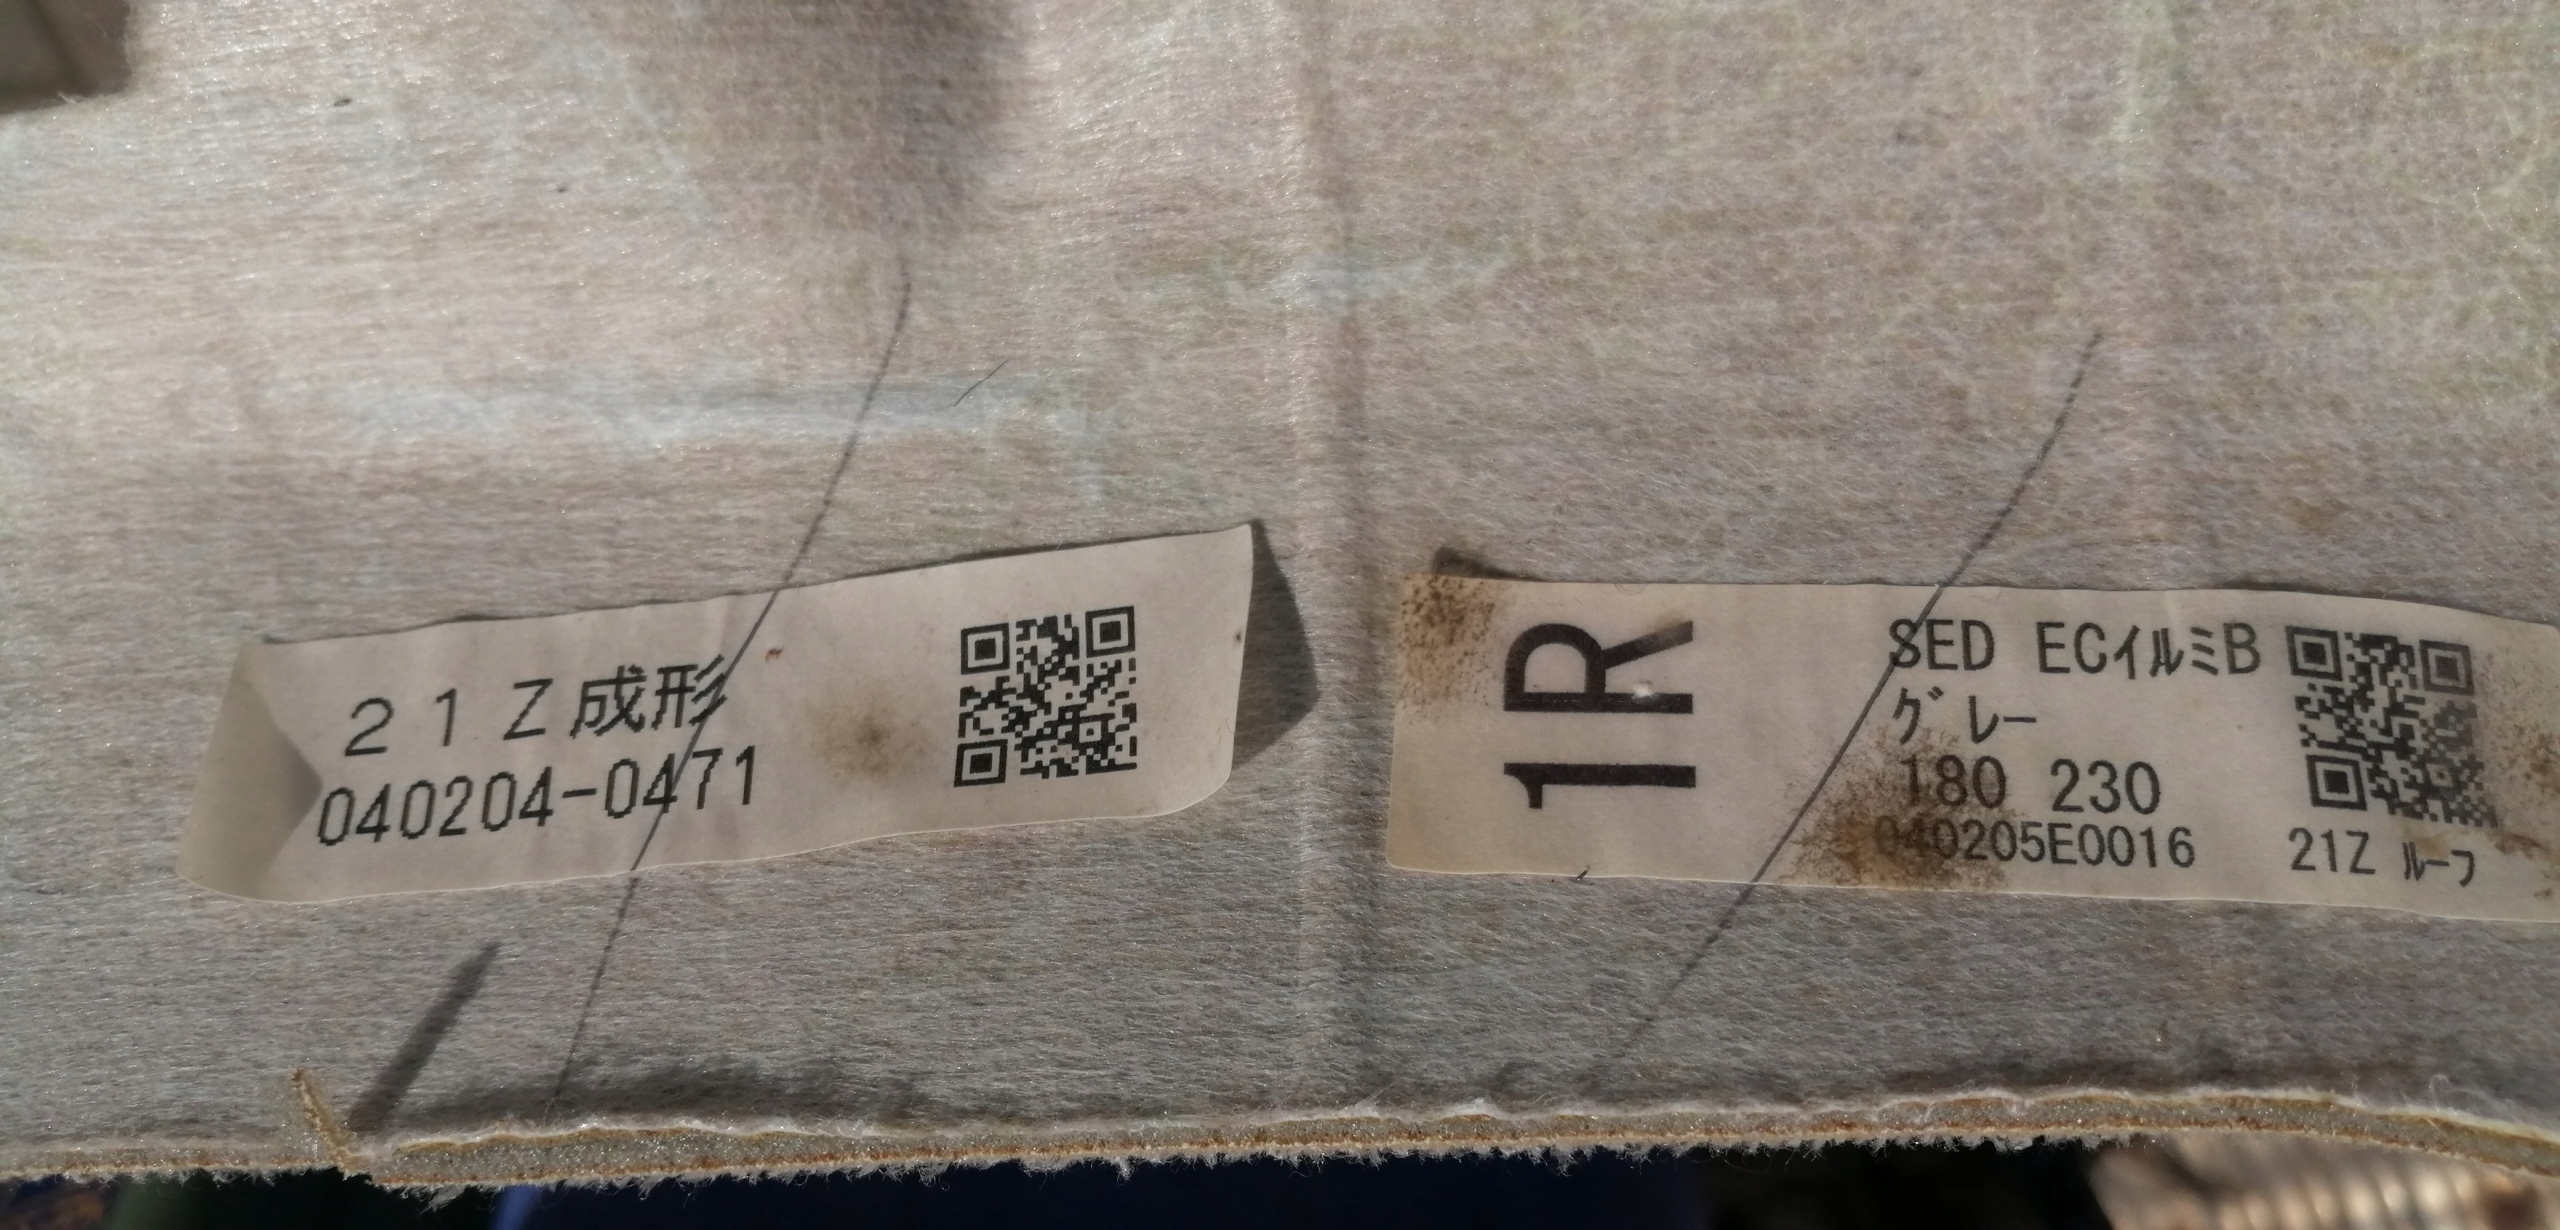 ２１Ｚ成形
040204-0471
1R
SED ECｲﾙﾐB
ｸﾞﾚｰ
180 230
040205E0016
21Z ﾙｰﾌ